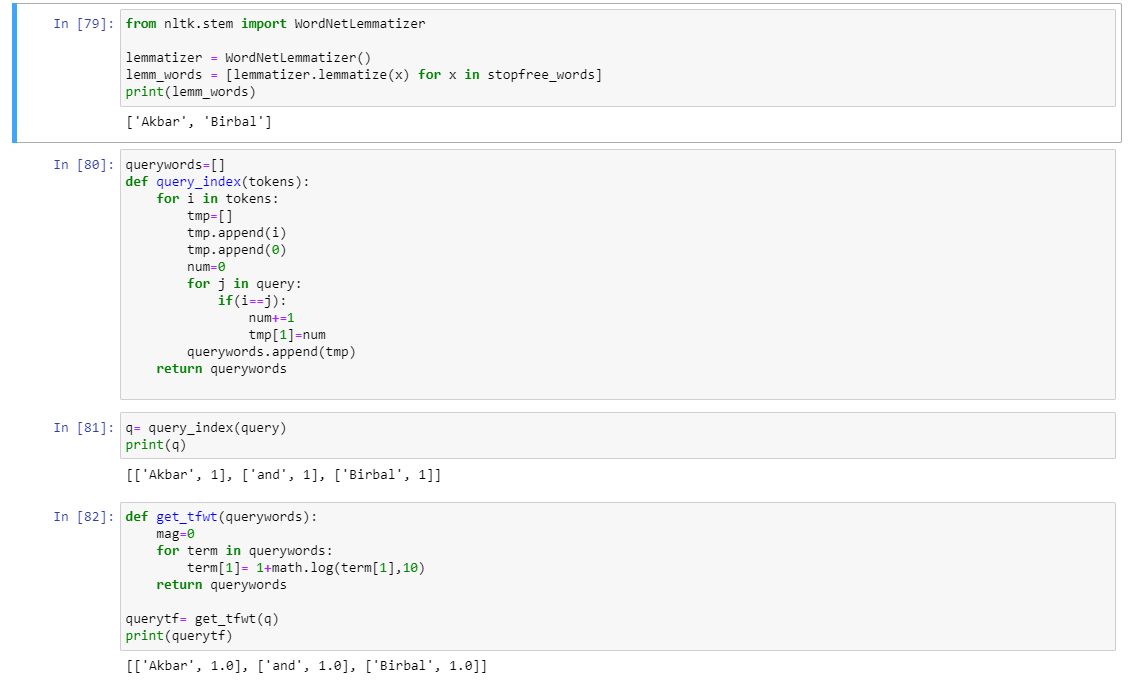 In [79]: from nltk.stem import WordNetLemmatizer

lemmatizer = WordNetLemmatizer()
lemm_words = [lemmatizer.lemmatize(x) for x in stopfree_words]
print(lemm_words)
['Akbar', 'Birbal']
In [80]: querywords=[]
def query_index(tokens):
    for i in tokens:
        tmp=[]
        tmp.append(i)
        tmp.append(0)
        num=0
        for j in query:
            if(i==j):
                num+=1
                tmp[1]=num
        querywords.append(tmp)
    return querywords
In [81]: q= query_index(query)
print(q)
[['Akbar', 1], ['and', 1], ['Birbal', 1]]
In [82]: def get_tfwt(querywords):
    mag=0
    for term in querywords:
        term[1]= 1+math.log(term[1],10)
    return querywords

querytf= get_tfwt(q)
print(querytf)
[['Akbar', 1.0], ['and', 1.0], ['Birbal', 1.0]]